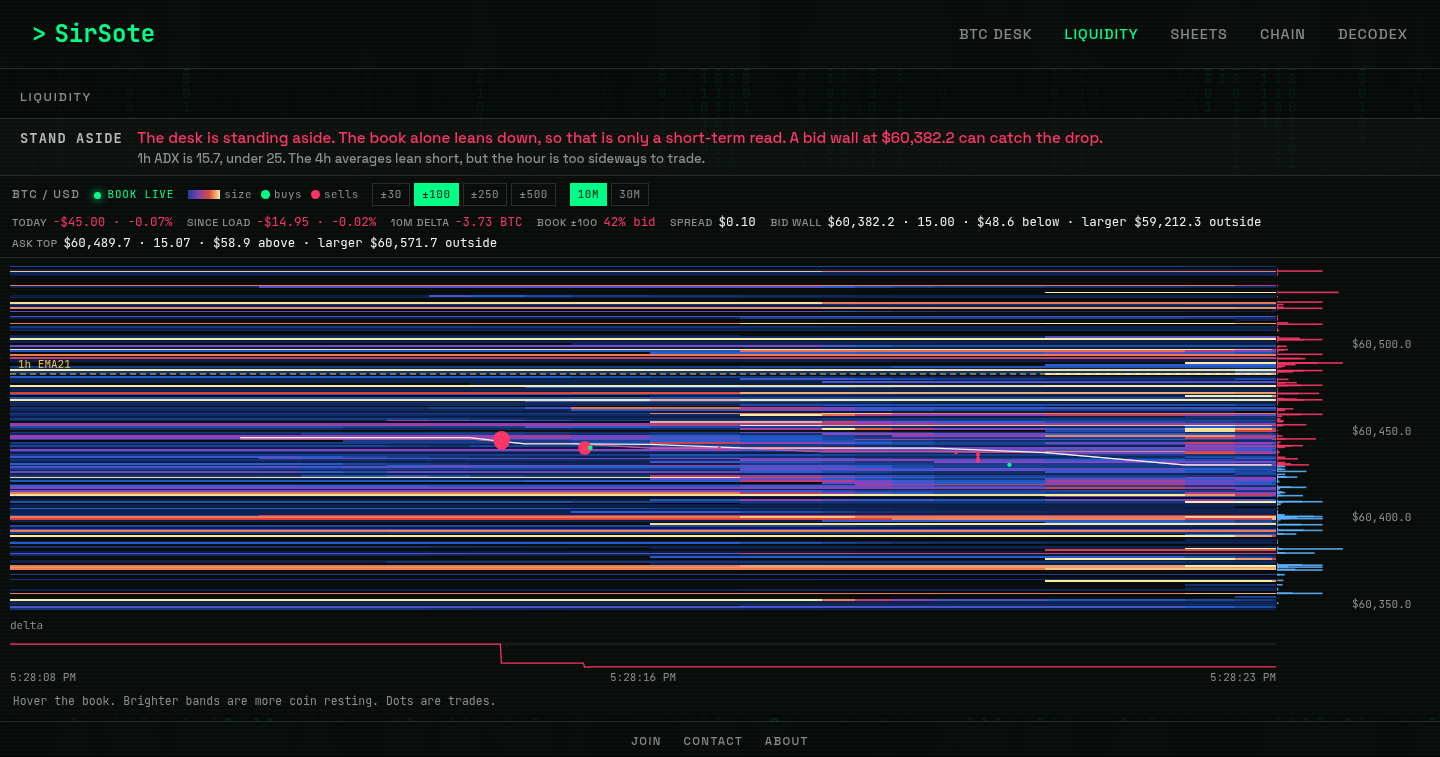 > SirSote
BTC DESK LIQUIDITY SHEETS CHAIN DECODEX
LIQUIDITY
STAND ASIDE The desk is standing aside. The book alone leans down, so that is only a short-term read. A bid wall at $60,382.2 can catch the drop.
1h ADX is 15.7, under 25. The 4h averages lean short, but the hour is too sideways to trade.
BTC / USD BOOK LIVE size buys sells ±30 ±100 ±250 ±500 10M 30M
TODAY -$45.00 · -0.07% SINCE LOAD -$14.95 · -0.02% 10M DELTA -3.73 BTC BOOK ±100 42% bid SPREAD $0.10 BID WALL $60,382.2 · 15.00 · $48.6 below · larger $59,212.3 outside
ASK TOP $60,489.7 · 15.07 · $58.9 above · larger $60,571.7 outside
$60,500.0
1h EMA21
$60,450.0
$60,400.0
$60,350.0
delta
5:28:08 PM 5:28:16 PM 5:28:23 PM
Hover the book. Brighter bands are more coin resting. Dots are trades.
JOIN CONTACT ABOUT